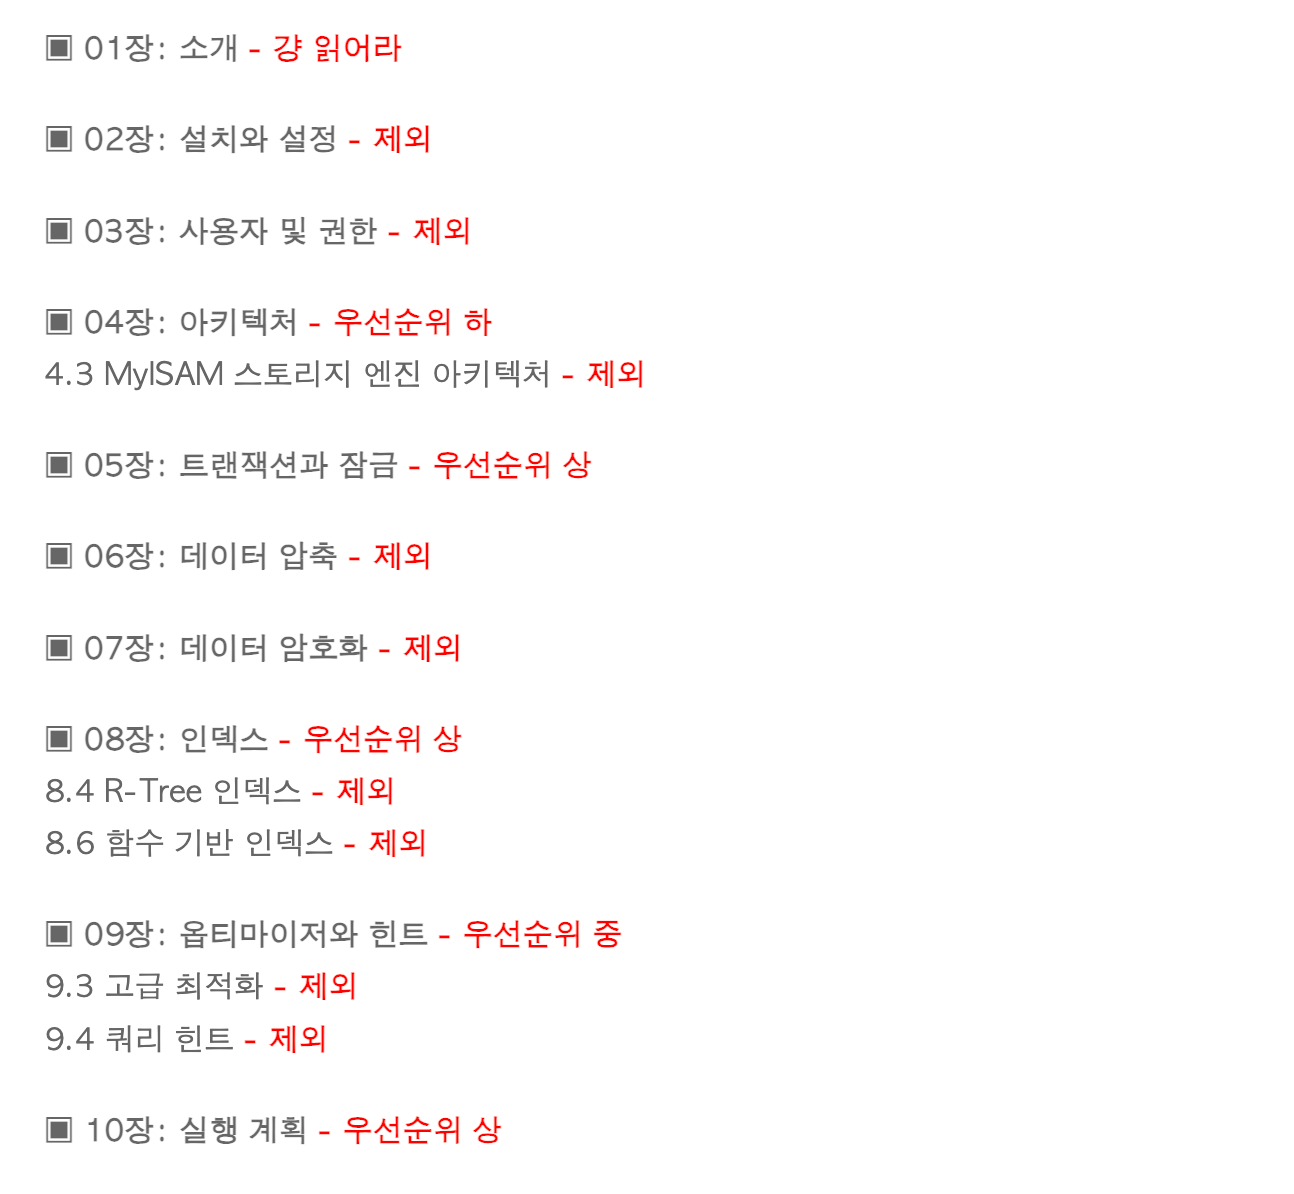 ▣ 01장: 소개 - 걍 읽어라
▣ 02장: 설치와 설정 - 제외
▣ 03장: 사용자 및 권한 - 제외
▣ 04장: 아키텍처 - 우선순위 하
4.3 MyISAM 스토리지 엔진 아키텍처 - 제외
▣ 05장: 트랜잭션과 잠금 - 우선순위 상
▣ 06장: 데이터 압축 - 제외
▣ 07장: 데이터 암호화 - 제외
▣ 08장: 인덱스 - 우선순위 상
8.4 R-Tree 인덱스 - 제외
8.6 함수 기반 인덱스 - 제외
▣ 09장: 옵티마이저와 힌트 - 우선순위 중
9.3 고급 최적화 - 제외
9.4 쿼리 힌트 - 제외
▣ 10장: 실행 계획 - 우선순위 상